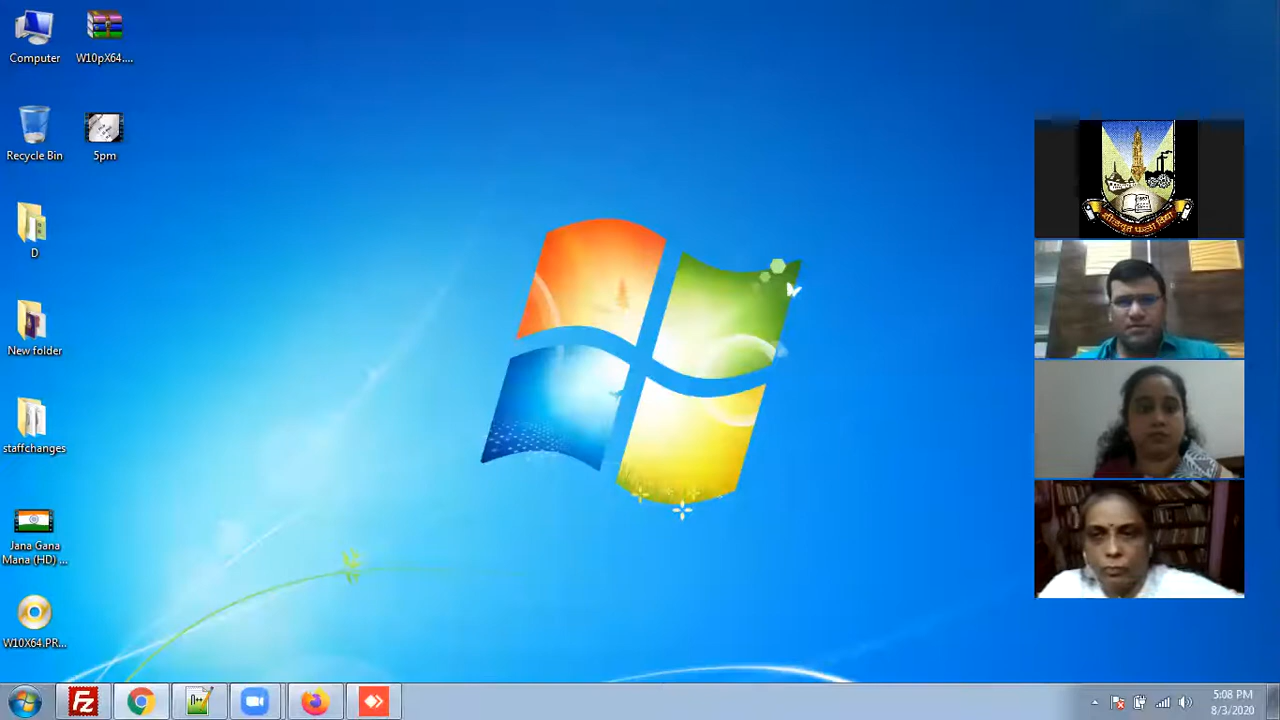 Computer
W10pX64....
Recycle Bin
5pm
D
New folder
staffchanges
Jana Gana
Mana (HD) ...
W10X64.PR...
5:08 PM
8/3/2020